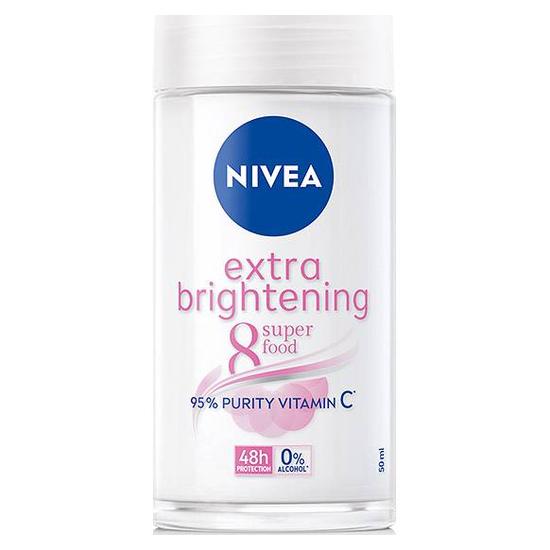 NIVEA
extra
brightening
8 super
food
95% PURITY VITAMIN C*
48h
PROTECTION
0%
ALCOHOL*
50 ml